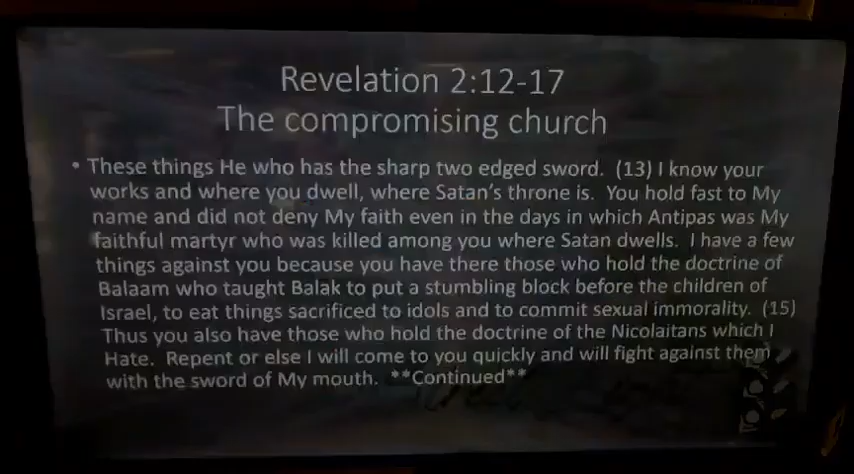 Revelation 2:12-17
The compromising church
• These things He who has the sharp two edged sword. (13) I know your
works and where you dwell, where Satan's throne is. You hold fast to My
name and did not deny My faith even in the days in which Antipas was My
faithful martyr who was killed among you where Satan dwells. I have a few
things against you because you have there those who hold the doctrine of
Balaam who taught Balak to put a stumbling block before the children of
Israel, to eat things sacrificed to idols and to commit sexual immorality. (15)
Thus you also have those who hold the doctrine of the Nicolaitans which I
Hate. Repent or else I will come to you quickly and will fight against them
with the sword of My mouth. **Continued**